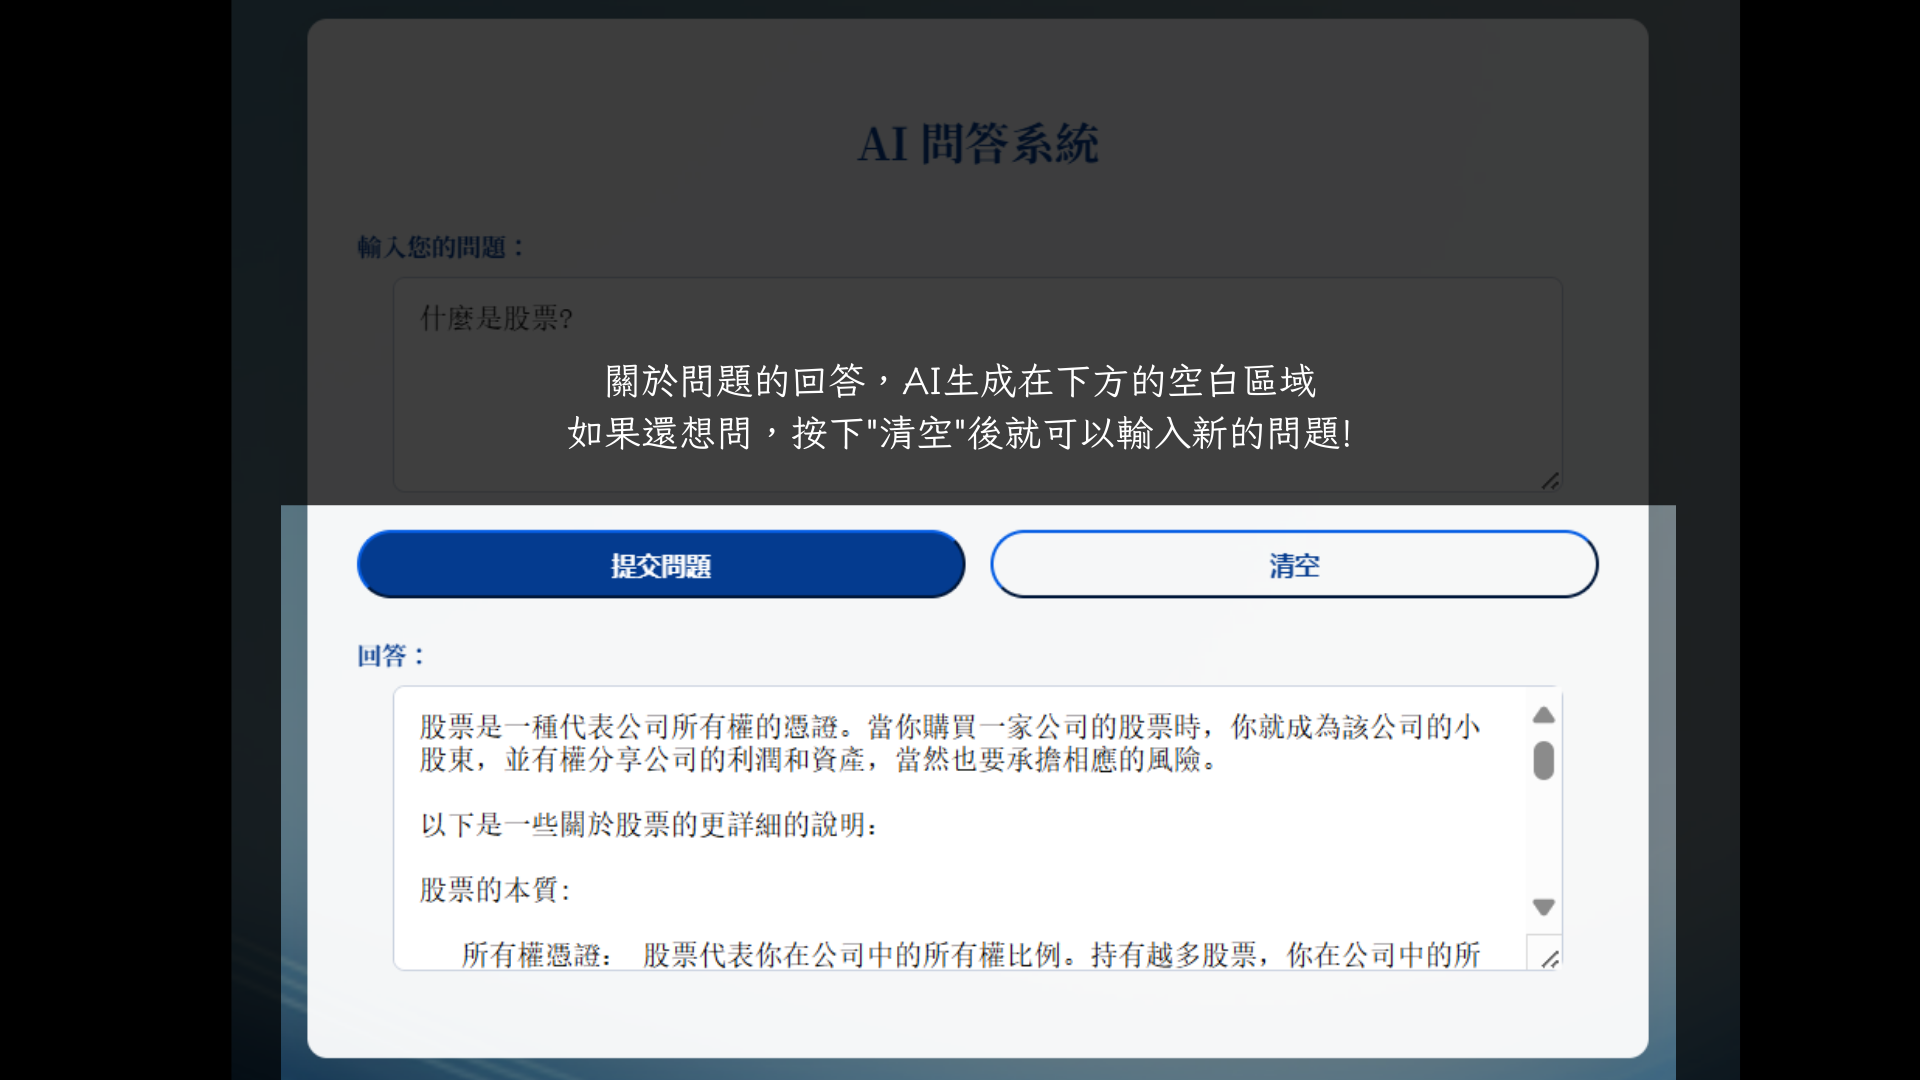 AI 問答系統
輸入您的問題：
什麼是股票?
關於問題的回答，AI生成在下方的空白區域
如果還想問，按下"清空"後就可以輸入新的問題!
提交問題
清空
回答：
股票是一種代表公司所有權的憑證。當你購買一家公司的股票時，你就成為該公司的小
股東，並有權分享公司的利潤和資產，當然也要承擔相應的風險。
以下是一些關於股票的更詳細的說明：
股票的本質：
所有權憑證： 股票代表你在公司中的所有權比例。持有越多股票，你在公司中的所